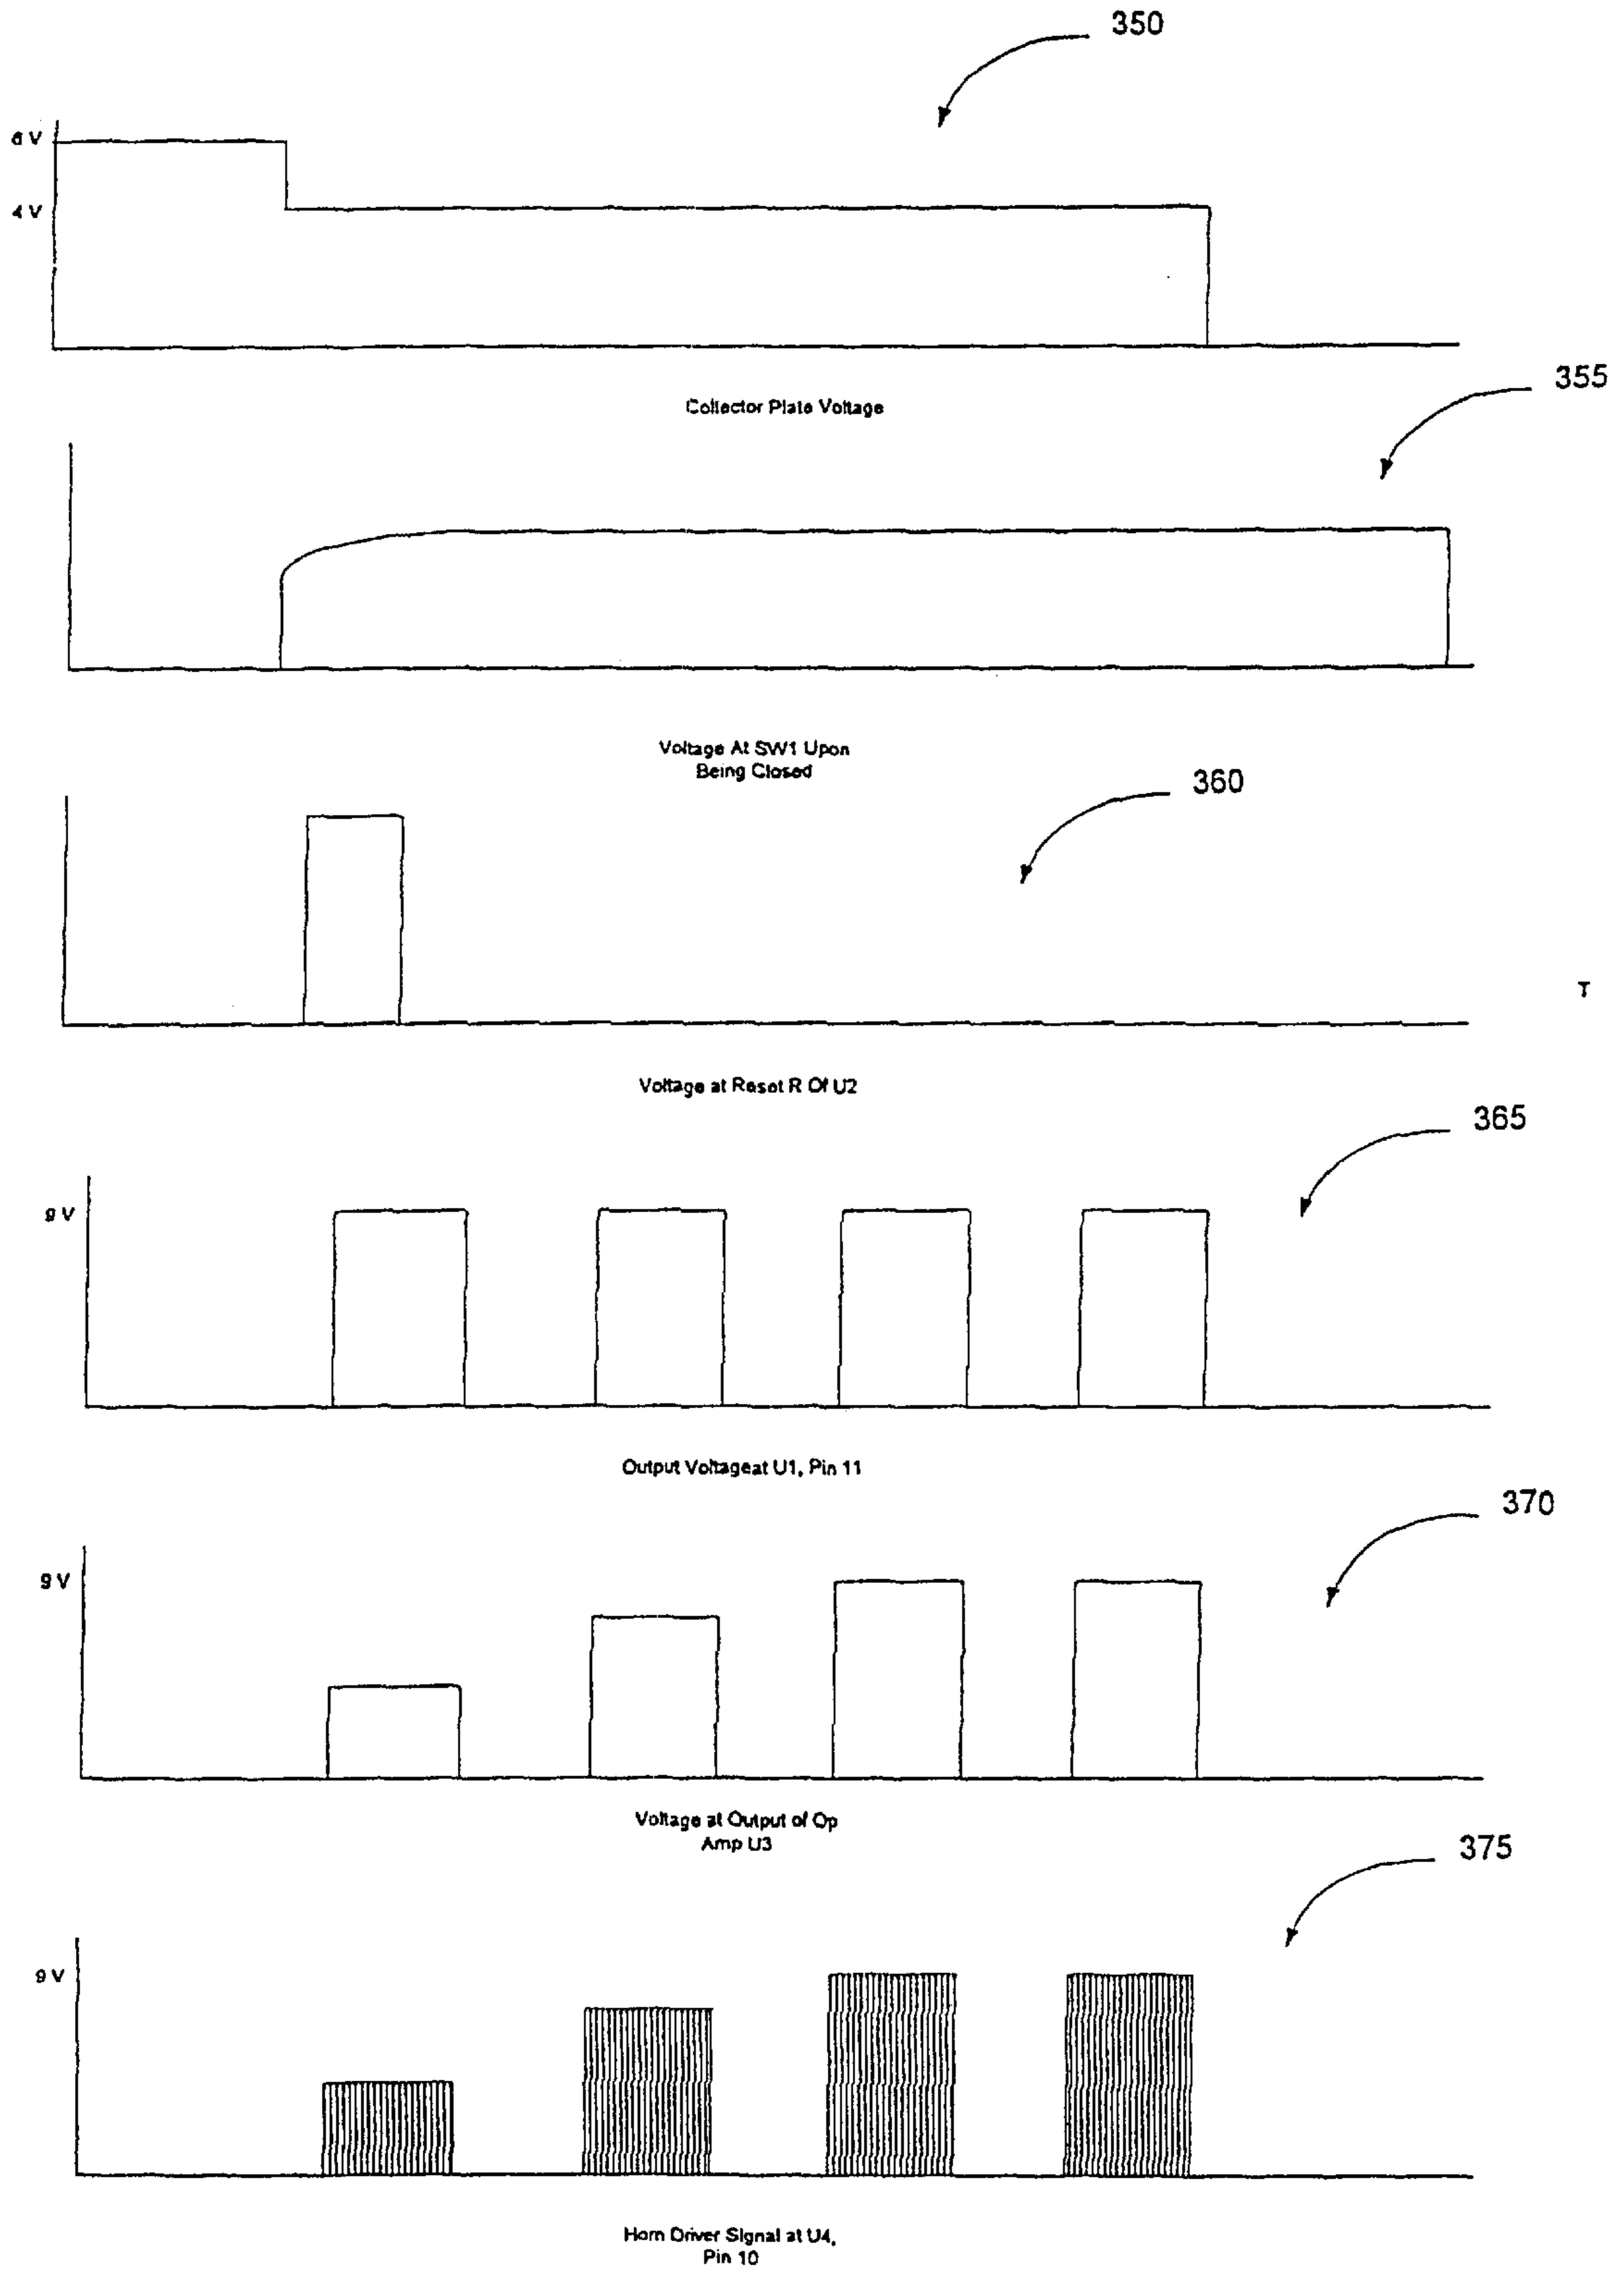 350
6 V
4 V
355
Collector Plate Voltage
Voltage At SW1 Upon
Being Closed
360
T
Voltage at Reset R Of U2
365
9 V
Output Voltageat U1, Pin 11
370
9 V
Voltage at Output of Op
Amp U3
375
9 V
Horn Driver Signal at U4,
Pin 10